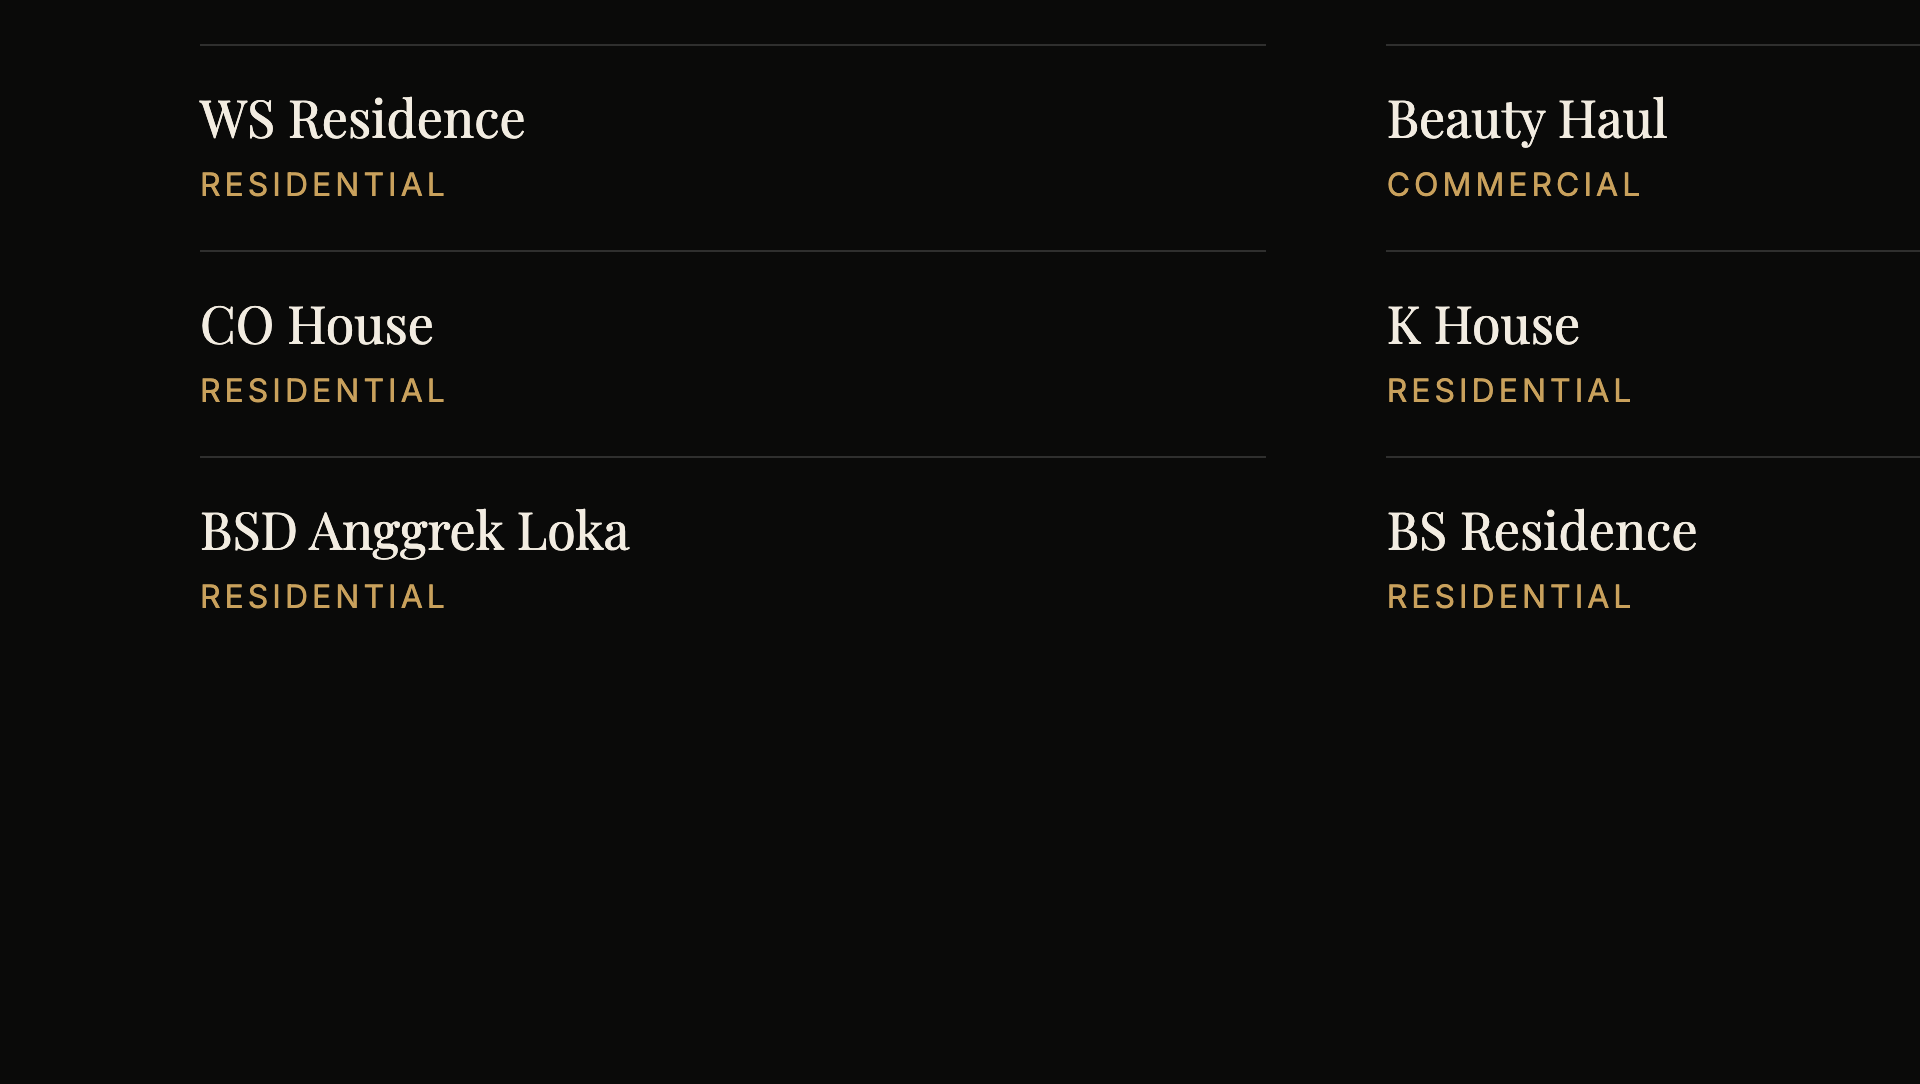 WS Residence
RESIDENTIAL
Beauty Haul
COMMERCIAL
CO House
RESIDENTIAL
K House
RESIDENTIAL
BSD Anggrek Loka
RESIDENTIAL
BS Residence
RESIDENTIAL